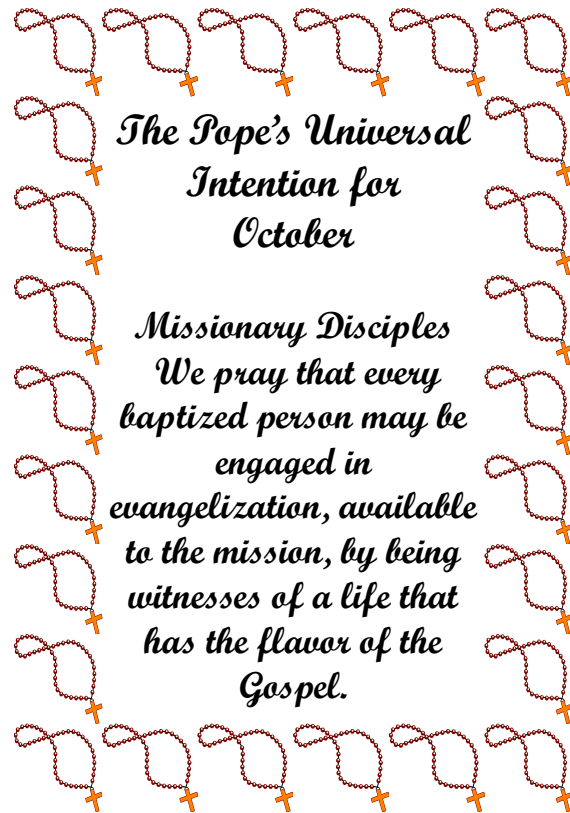 The Pope's Universal
Intention for
October
Missionary Disciples
We pray that every
baptized person may be
engaged in
evangelization, available
to the mission, by being
witnesses of a life that
has the flavor of the
Gospel.